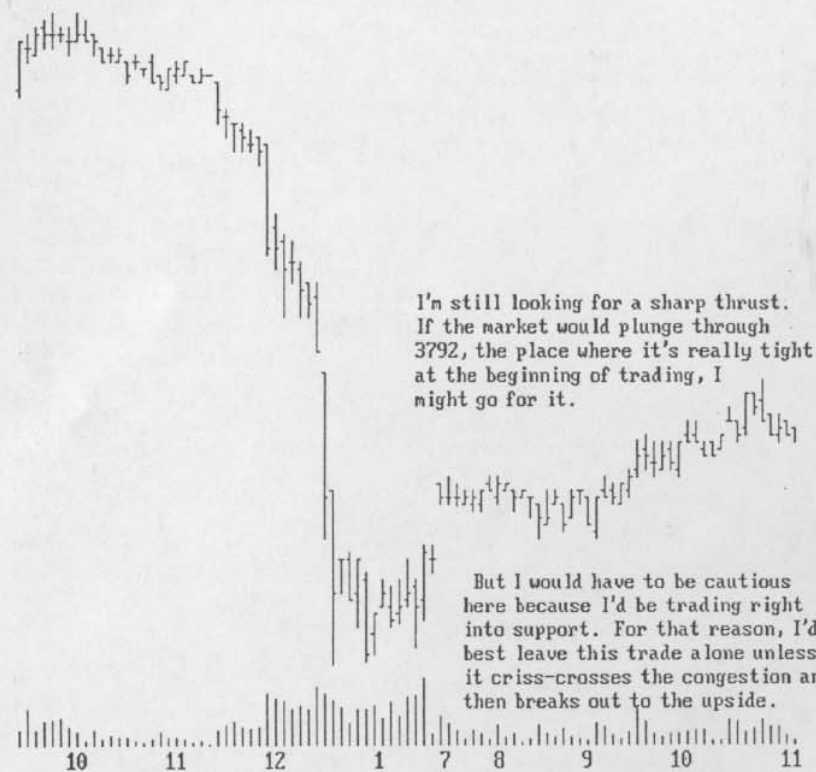 I'm still looking for a sharp thrust.
If the market would plunge through
3792, the place where it's really tight
at the beginning of trading, I
might go for it.
But I would have to be cautious
here because I'd be trading right
into support. For that reason, I'd
best leave this trade alone unless
it criss-crosses the congestion an
then breaks out to the upside.
10 11 12 1 7 8 9 10 11